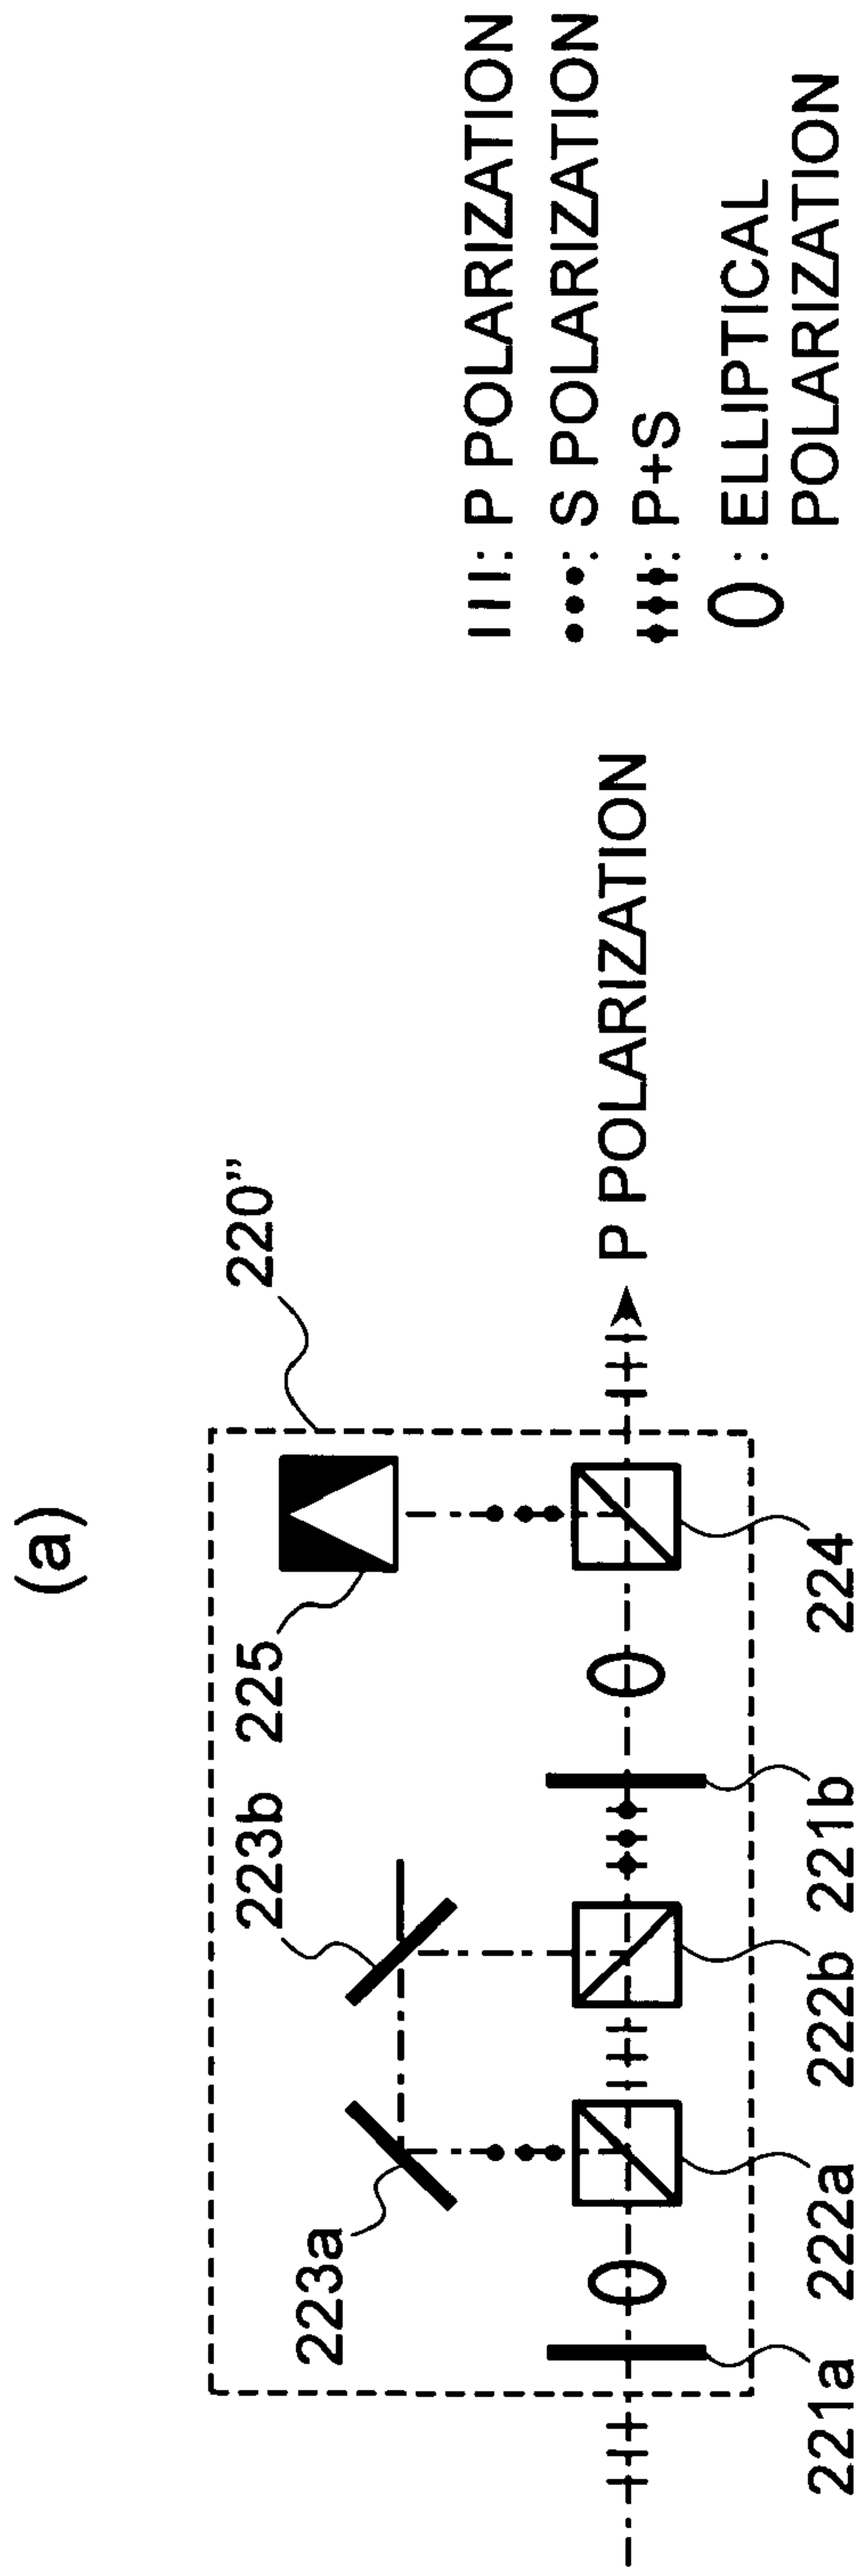 (a)
220”
225
223b
223a
P POLARIZATION
221a
222a
222b
221b
224
: P POLARIZATION
: S POLARIZATION
: P+S
: ELLIPTICAL
POLARIZATION